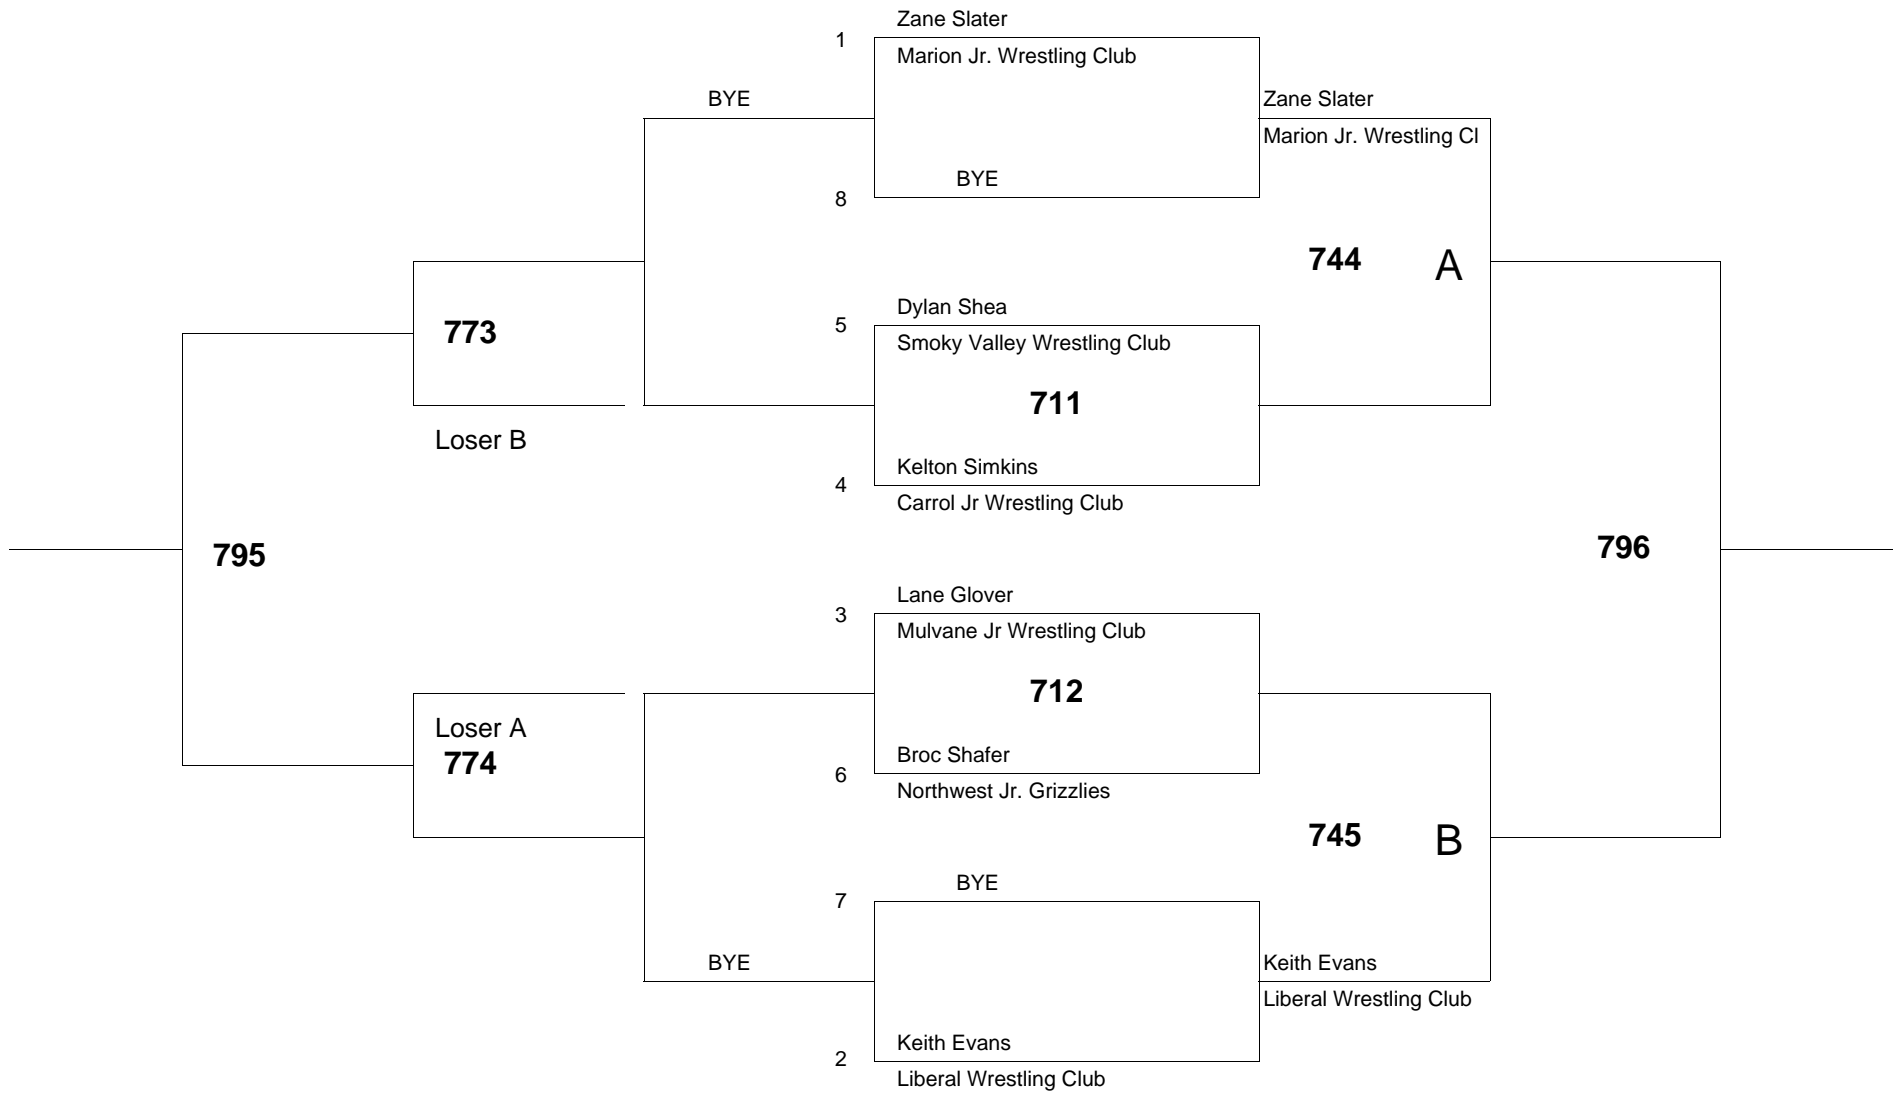 Zane Slater
1
Marion Jr. Wrestling Club
BYE
Zane Slater
Marion Jr. Wrestling Cl
BYE
8
744
A
Dylan Shea
5
773
Smoky Valley Wrestling Club
711
Loser B
Kelton Simkins
4
Carrol Jr Wrestling Club
795
796
Lane Glover
3
Mulvane Jr Wrestling Club
712
Loser A
774
Broc Shafer
6
Northwest Jr. Grizzlies
745
B
BYE
7
BYE
Keith Evans
Liberal Wrestling Club
Keith Evans
2
Liberal Wrestling Club